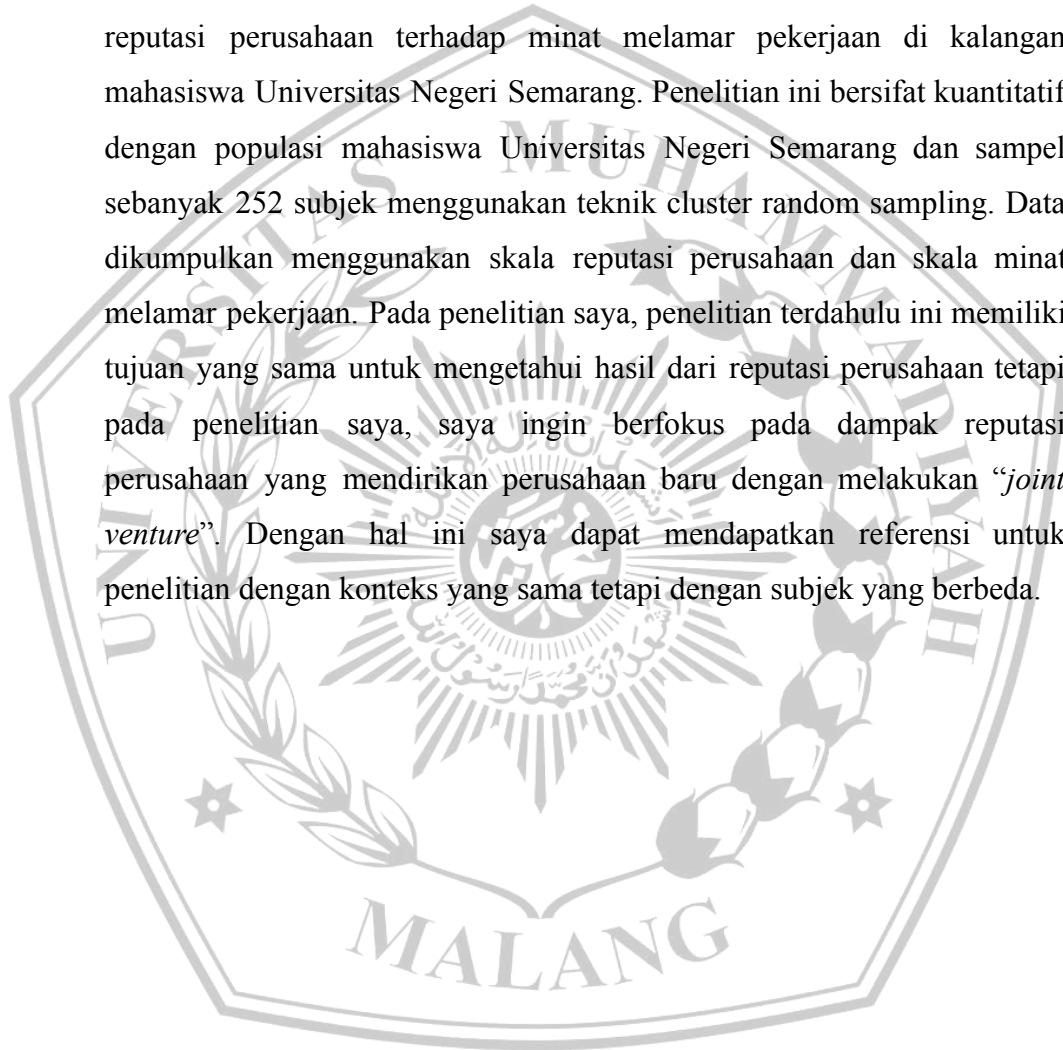 reputasi perusahaan terhadap minat melamar pekerjaan di kalangan
mahasiswa Universitas Negeri Semarang. Penelitian ini bersifat kuantitatif
dengan populasi mahasiswa Universitas Negeri Semarang dan sampel
sebanyak 252 subjek menggunakan teknik cluster random sampling. Data
dikumpulkan menggunakan skala reputasi perusahaan dan skala minat
melamar pekerjaan. Pada penelitian saya, penelitian terdahulu ini memiliki
tujuan yang sama untuk mengetahui hasil dari reputasi perusahaan tetapi
pada penelitian saya, saya ingin berfokus pada dampak reputasi
perusahaan yang mendirikan perusahaan baru dengan melakukan “joint
venture”. Dengan hal ini saya dapat mendapatkan referensi untuk
penelitian dengan konteks yang sama tetapi dengan subjek yang berbeda.
UNIVERSITAS MUHAMMADIYAH
MALANG